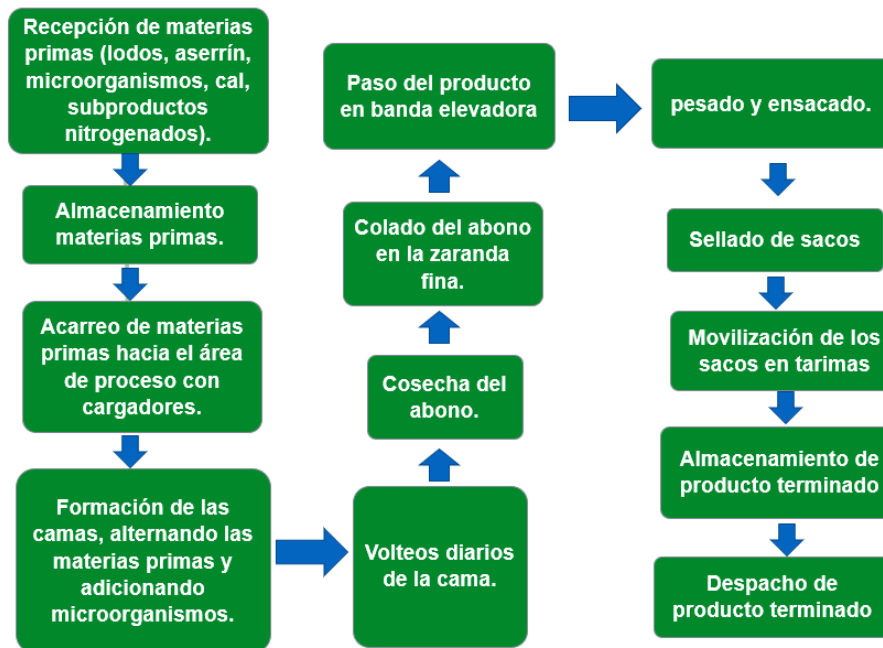 Recepción de materias
primas (lodos, aserrín,
microorganismos, cal,
subproductos
nitrogenados).
Almacenamiento
materias primas.
Acarreo de materias
primas hacia el área
de proceso con
cargadores.
Formación de las
camas, alternando las
materias primas y
adicionando
microorganismos.
Volteos diarios
de la cama.
Cosecha del
abono.
Colado del abono
en la zaranda
fina.
Paso del producto
en banda elevadora
pesado y ensacado.
Sellado de sacos
Movilización de los
sacos en tarimas
Almacenamiento de
producto terminado
Despacho de
producto terminado